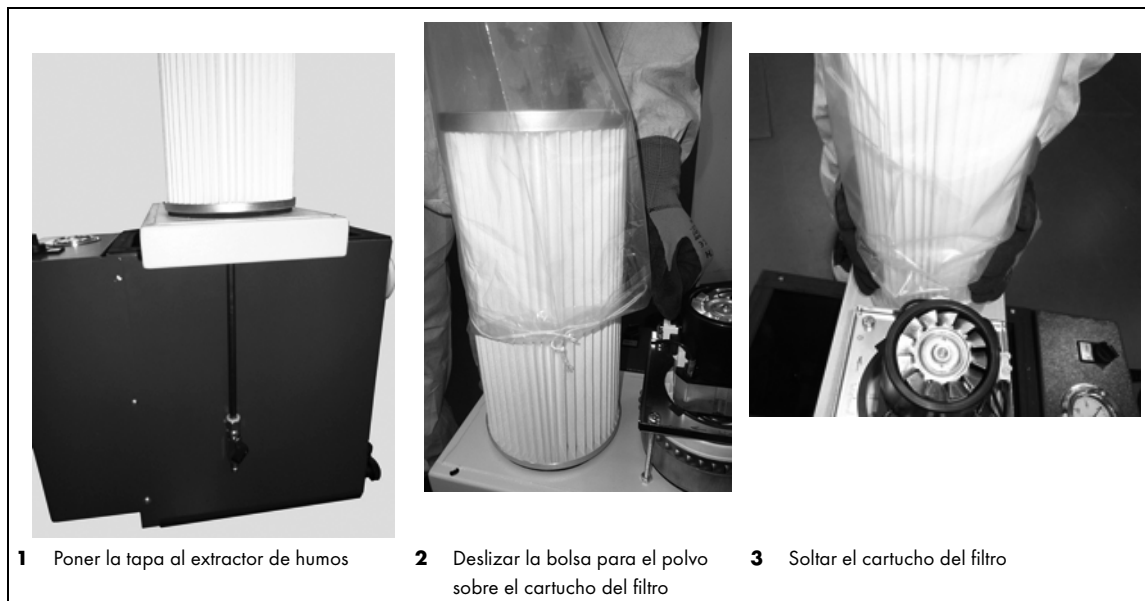 1 Poner la tapa al extractor de humos
2 Deslizar la bolsa para el polvo
sobre el cartucho del filtro
3 Soltar el cartucho del filtro